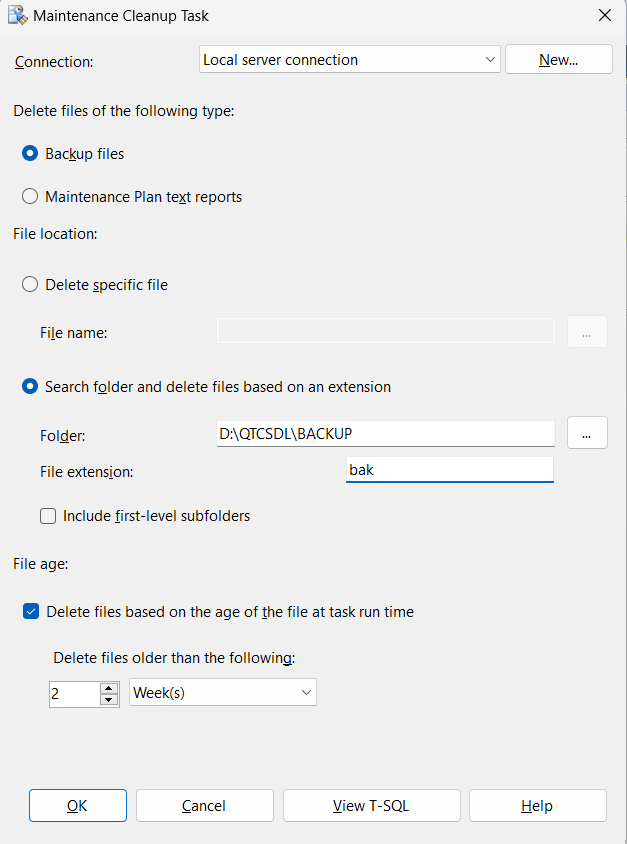 Maintenance Cleanup Task
Connection:
Local server connection
New...
Delete files of the following type:
Backup files
Maintenance Plan text reports
File location:
Delete specific file
File name:
...
Search folder and delete files based on an extension
Folder:
D:\QTCSDL\BACKUP
...
File extension:
bak
Include first-level subfolders
File age:
Delete files based on the age of the file at task run time
Delete files older than the following:
2
Week(s)
OK
Cancel
View T-SQL
Help